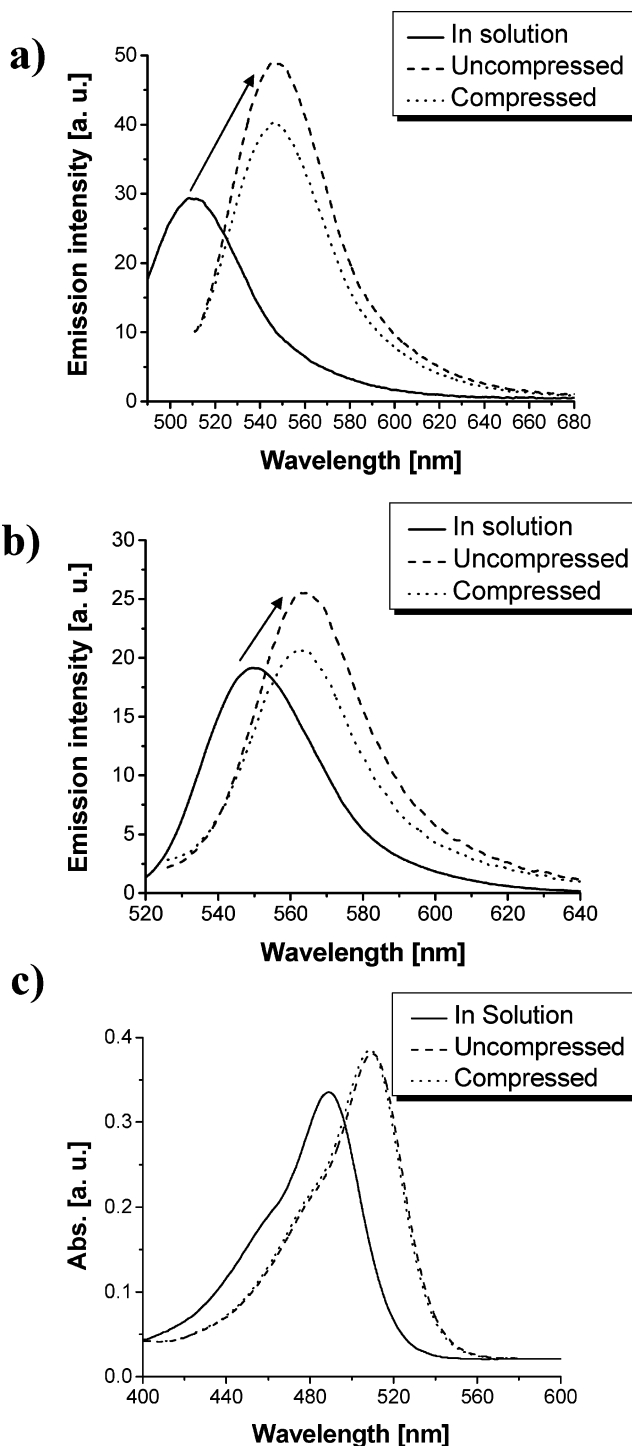 a)
In solution
Uncompressed
Compressed
Emission intensity [a. u.]
50
40
30
20
10
0
500 520 540 560 580 600 620 640 660 680
Wavelength [nm]
b)
In solution
Uncompressed
Compressed
Emission intensity [a. u.]
30
25
20
15
10
5
0
520 540 560 580 600 620 640
Wavelength [nm]
c)
In Solution
Uncompressed
Compressed
Abs. [a. u.]
0.4
0.3
0.2
0.1
0.0
400 440 480 520 560 600
Wavelength [nm]